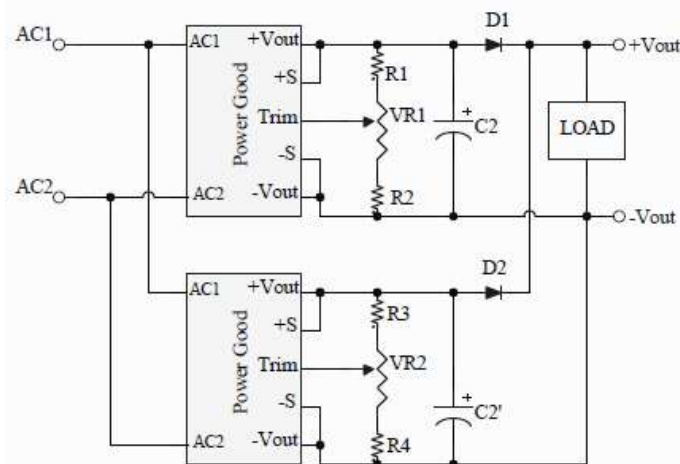 D1
AC1
AC1
+Vout
+Vout
+S
R1
Power Good
Trim
VR1
+
C2
LOAD
-S
AC2
AC2
-Vout
R2
-Vout
D2
AC1
+Vout
+S
R3
Power Good
Trim
VR2
+
-S
C2'
AC2
-Vout
R4